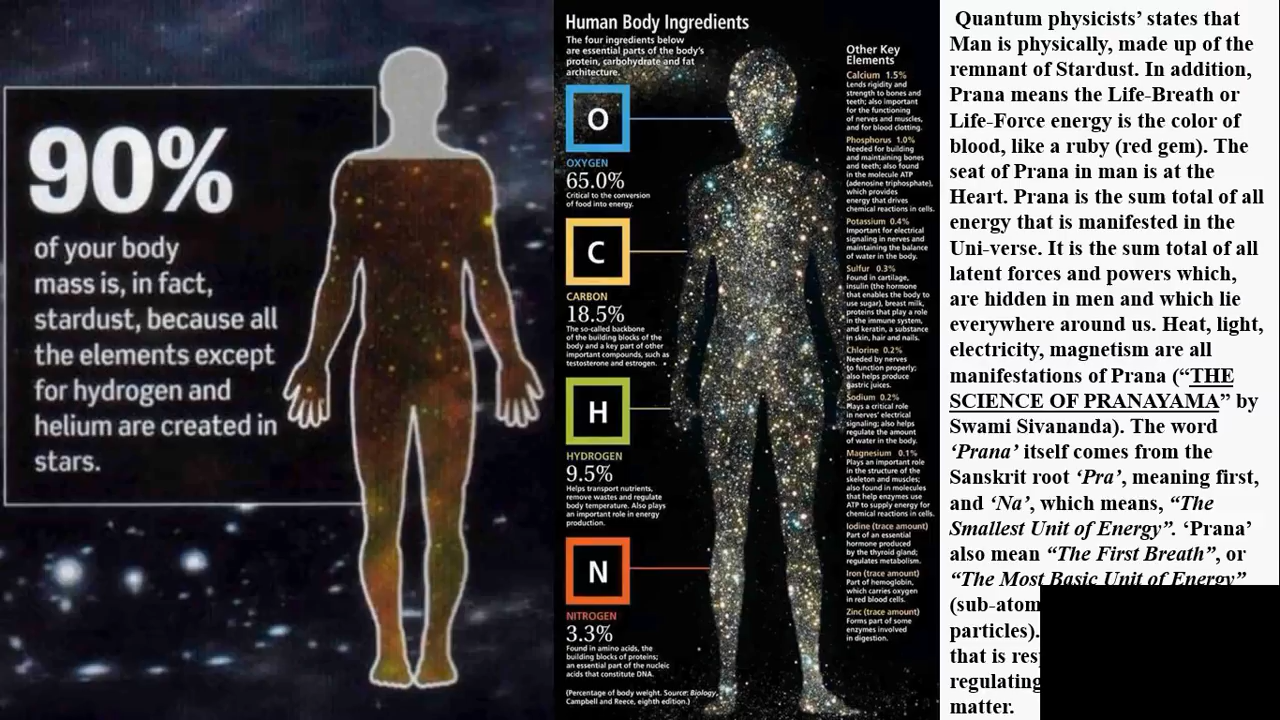 90%
of your body
mass is, in fact,
stardust, because all
the elements except
for hydrogen and
helium are created in
stars.
Human Body Ingredients
The four ingredients below
are essential parts of the body's
protein, carbohydrate and fat
architecture.
O
OXYGEN
65.0%
Critical to the conversion
of food into energy.
C
CARBON
18.5%
The so-called backbone
of the building blocks of the
body and a key part of other
important compounds, such as
testosterone and estrogen.
H
HYDROGEN
9.5%
Helps transport nutrients,
remove wastes and regulate
body temperature. Also plays
an important role in energy
production.
N
NITROGEN
3.3%
Found in amino acids, the
building blocks of proteins;
an essential part of the nucleic
acids that constitute DNA.
(Percentage of body weight. Source: Biology,
Campbell and Reece, eighth edition.)
Other Key
Elements
Calcium 1.5%
Lends rigidity and
strength to bones and
teeth; also important
for the functioning
of nerves and muscles,
and for blood clotting.
Phosphorus 1.0%
Needed for building
and maintaining bones
and teeth; also found
in the molecule ATP
(adenosine triphosphate),
which provides
energy that drives
chemical reactions in cells.
Potassium 0.4%
Important for electrical
signaling in nerves and
maintaining the balance
of water in the body.
Sulfur 0.3%
Found in cartilage,
insulin (the hormone
that enables the body to
use sugar), breast milk,
proteins that play a role
in the immune system,
and keratin, a substance
in skin, hair and nails.
Chlorine 0.2%
Needed by nerves
to function properly;
also helps produce
gastric juices.
Sodium 0.2%
Plays a critical role
in nerves' electrical
signaling; also helps
regulate the amount
of water in the body.
Magnesium 0.1%
Plays an important role
in the structure of the
skeleton and muscles;
also found in molecules
that help enzymes use
ATP to supply energy for
chemical reactions in cells.
Iodine (trace amount)
Part of an essential
hormone produced
by the thyroid gland;
regulates metabolism.
Iron (trace amount)
Part of hemoglobin,
which carries oxygen
in red blood cells.
Zinc (trace amount)
Forms part of some
enzymes involved
in digestion.
Quantum physicists' states that
Man is physically, made up of the
remnant of Stardust. In addition,
Prana means the Life-Breath or
Life-Force energy is the color of
blood, like a ruby (red gem). The
seat of Prana in man is at the
Heart. Prana is the sum total of all
energy that is manifested in the
Uni-verse. It is the sum total of all
latent forces and powers which,
are hidden in men and which lie
everywhere around us. Heat, light,
electricity, magnetism are all
manifestations of Prana (“THE
SCIENCE OF PRANAYAMA” by
Swami Sivananda). The word
‘Prana’ itself comes from the
Sanskrit root ‘Pra’, meaning first,
and ‘Na’, which means, “The
Smallest Unit of Energy”. ‘Prana’
also mean “The First Breath”, or
“The Most Basic Unit of Energy”
(sub-atom
particles).
that is
regulating
matter.